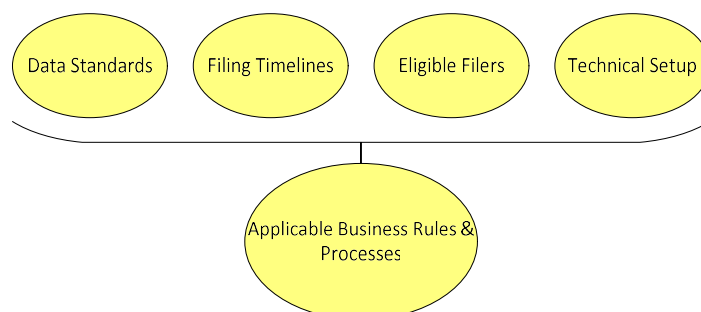 Data Standards
Filing Timelines
Eligible Filers
Technical Setup
Applicable Business Rules &
Processes